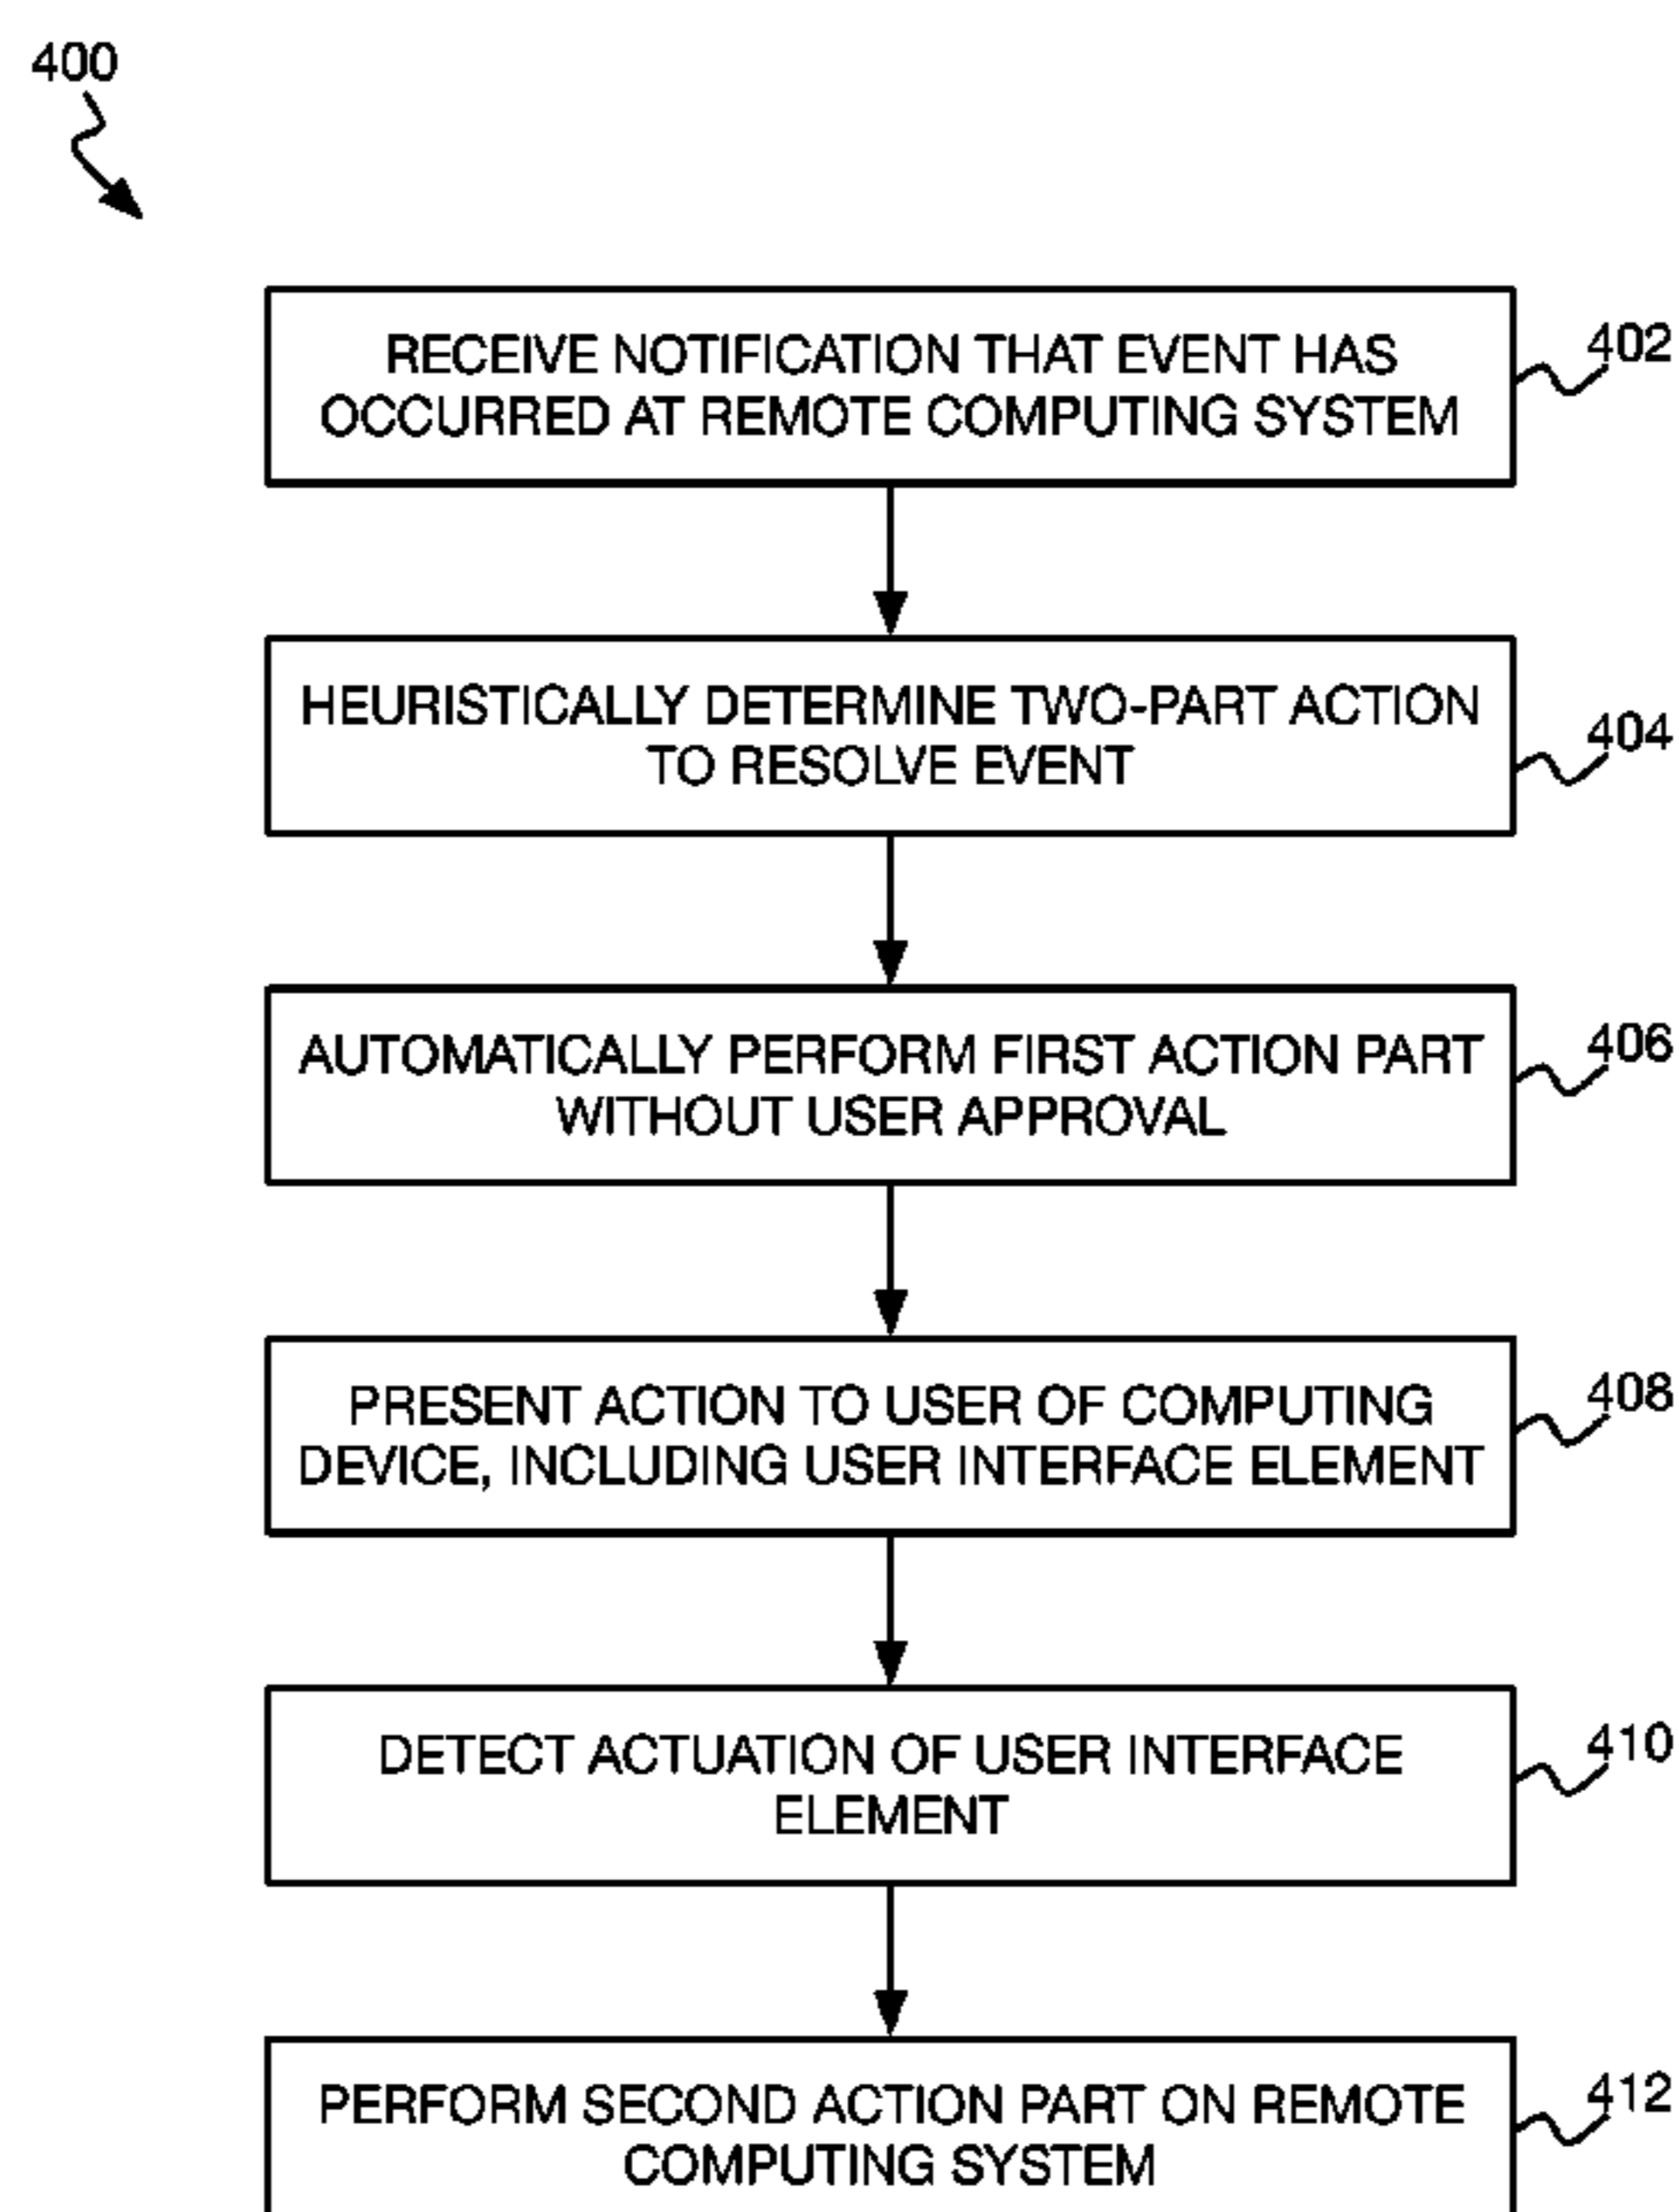 400
RECEIVE NOTIFICATION THAT EVENT HAS
OCCURRED AT REMOTE COMPUTING SYSTEM
402
HEURISTICALLY DETERMINE TWO-PART ACTION
TO RESOLVE EVENT
404
AUTOMATICALLY PERFORM FIRST ACTION PART
WITHOUT USER APPROVAL
406
PRESENT ACTION TO USER OF COMPUTING
DEVICE, INCLUDING USER INTERFACE ELEMENT
408
DETECT ACTUATION OF USER INTERFACE
ELEMENT
410
PERFORM SECOND ACTION PART ON REMOTE
COMPUTING SYSTEM
412